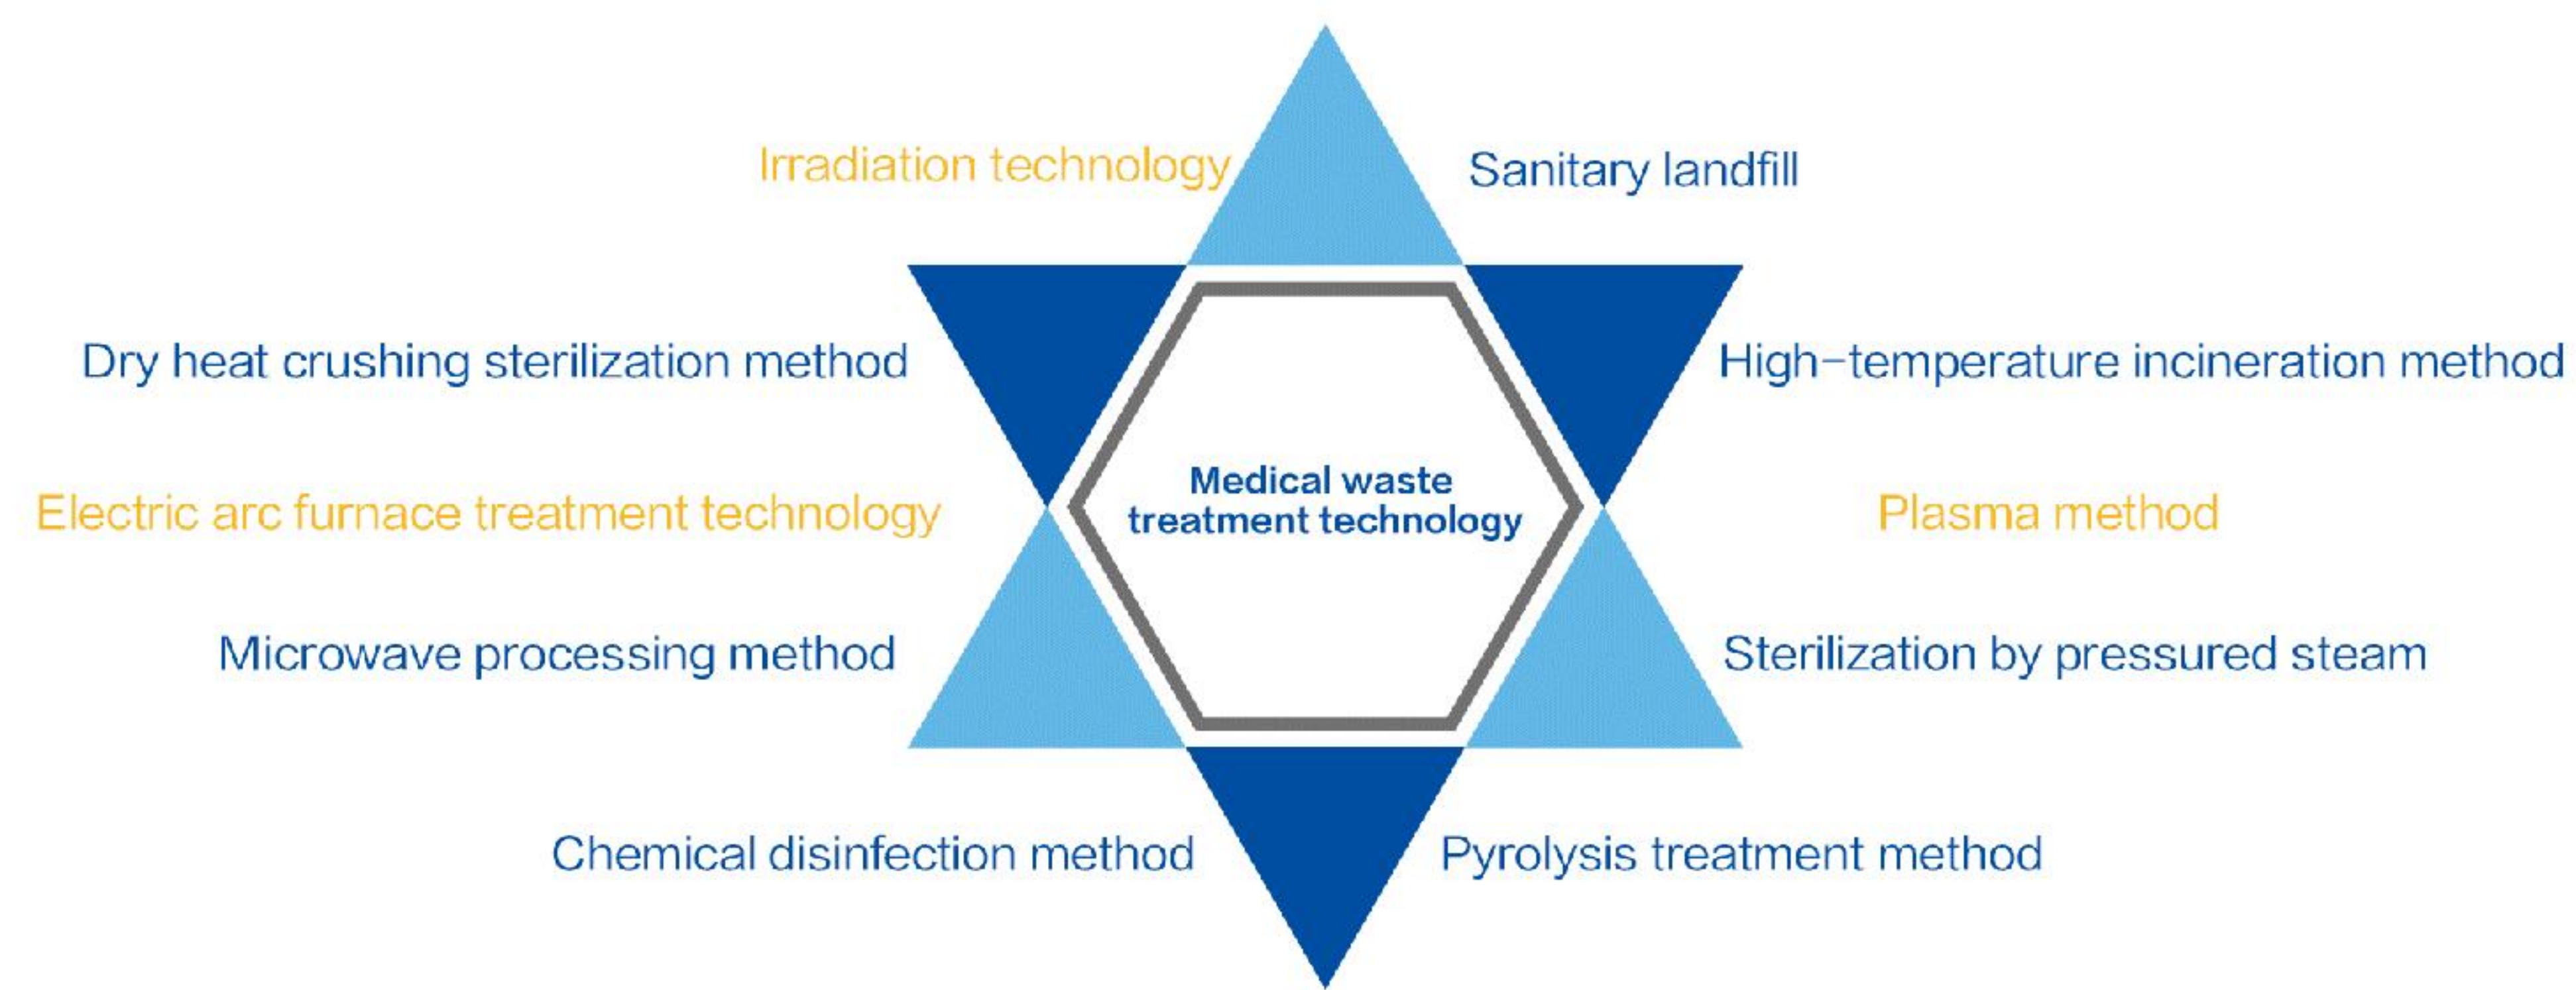 Irradiation technology
Sanitary landfill
Dry heat crushing sterilization method
High-temperature incineration method
Medical waste
treatment technology
Electric arc furnace treatment technology
Plasma method
Microwave processing method
Sterilization by pressured steam
Chemical disinfection method
Pyrolysis treatment method